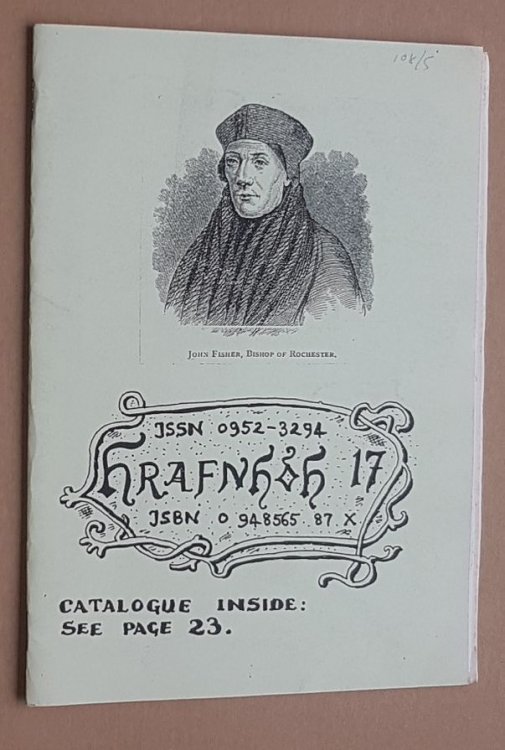 108/5
JOHN FISHER, BISHOP OF ROCHESTER.
ISSN 0952-3294
hRAFNhóh 17
ISBN 0 948565 87 X
CATALOGUE INSIDE:
SEE PAGE 23.